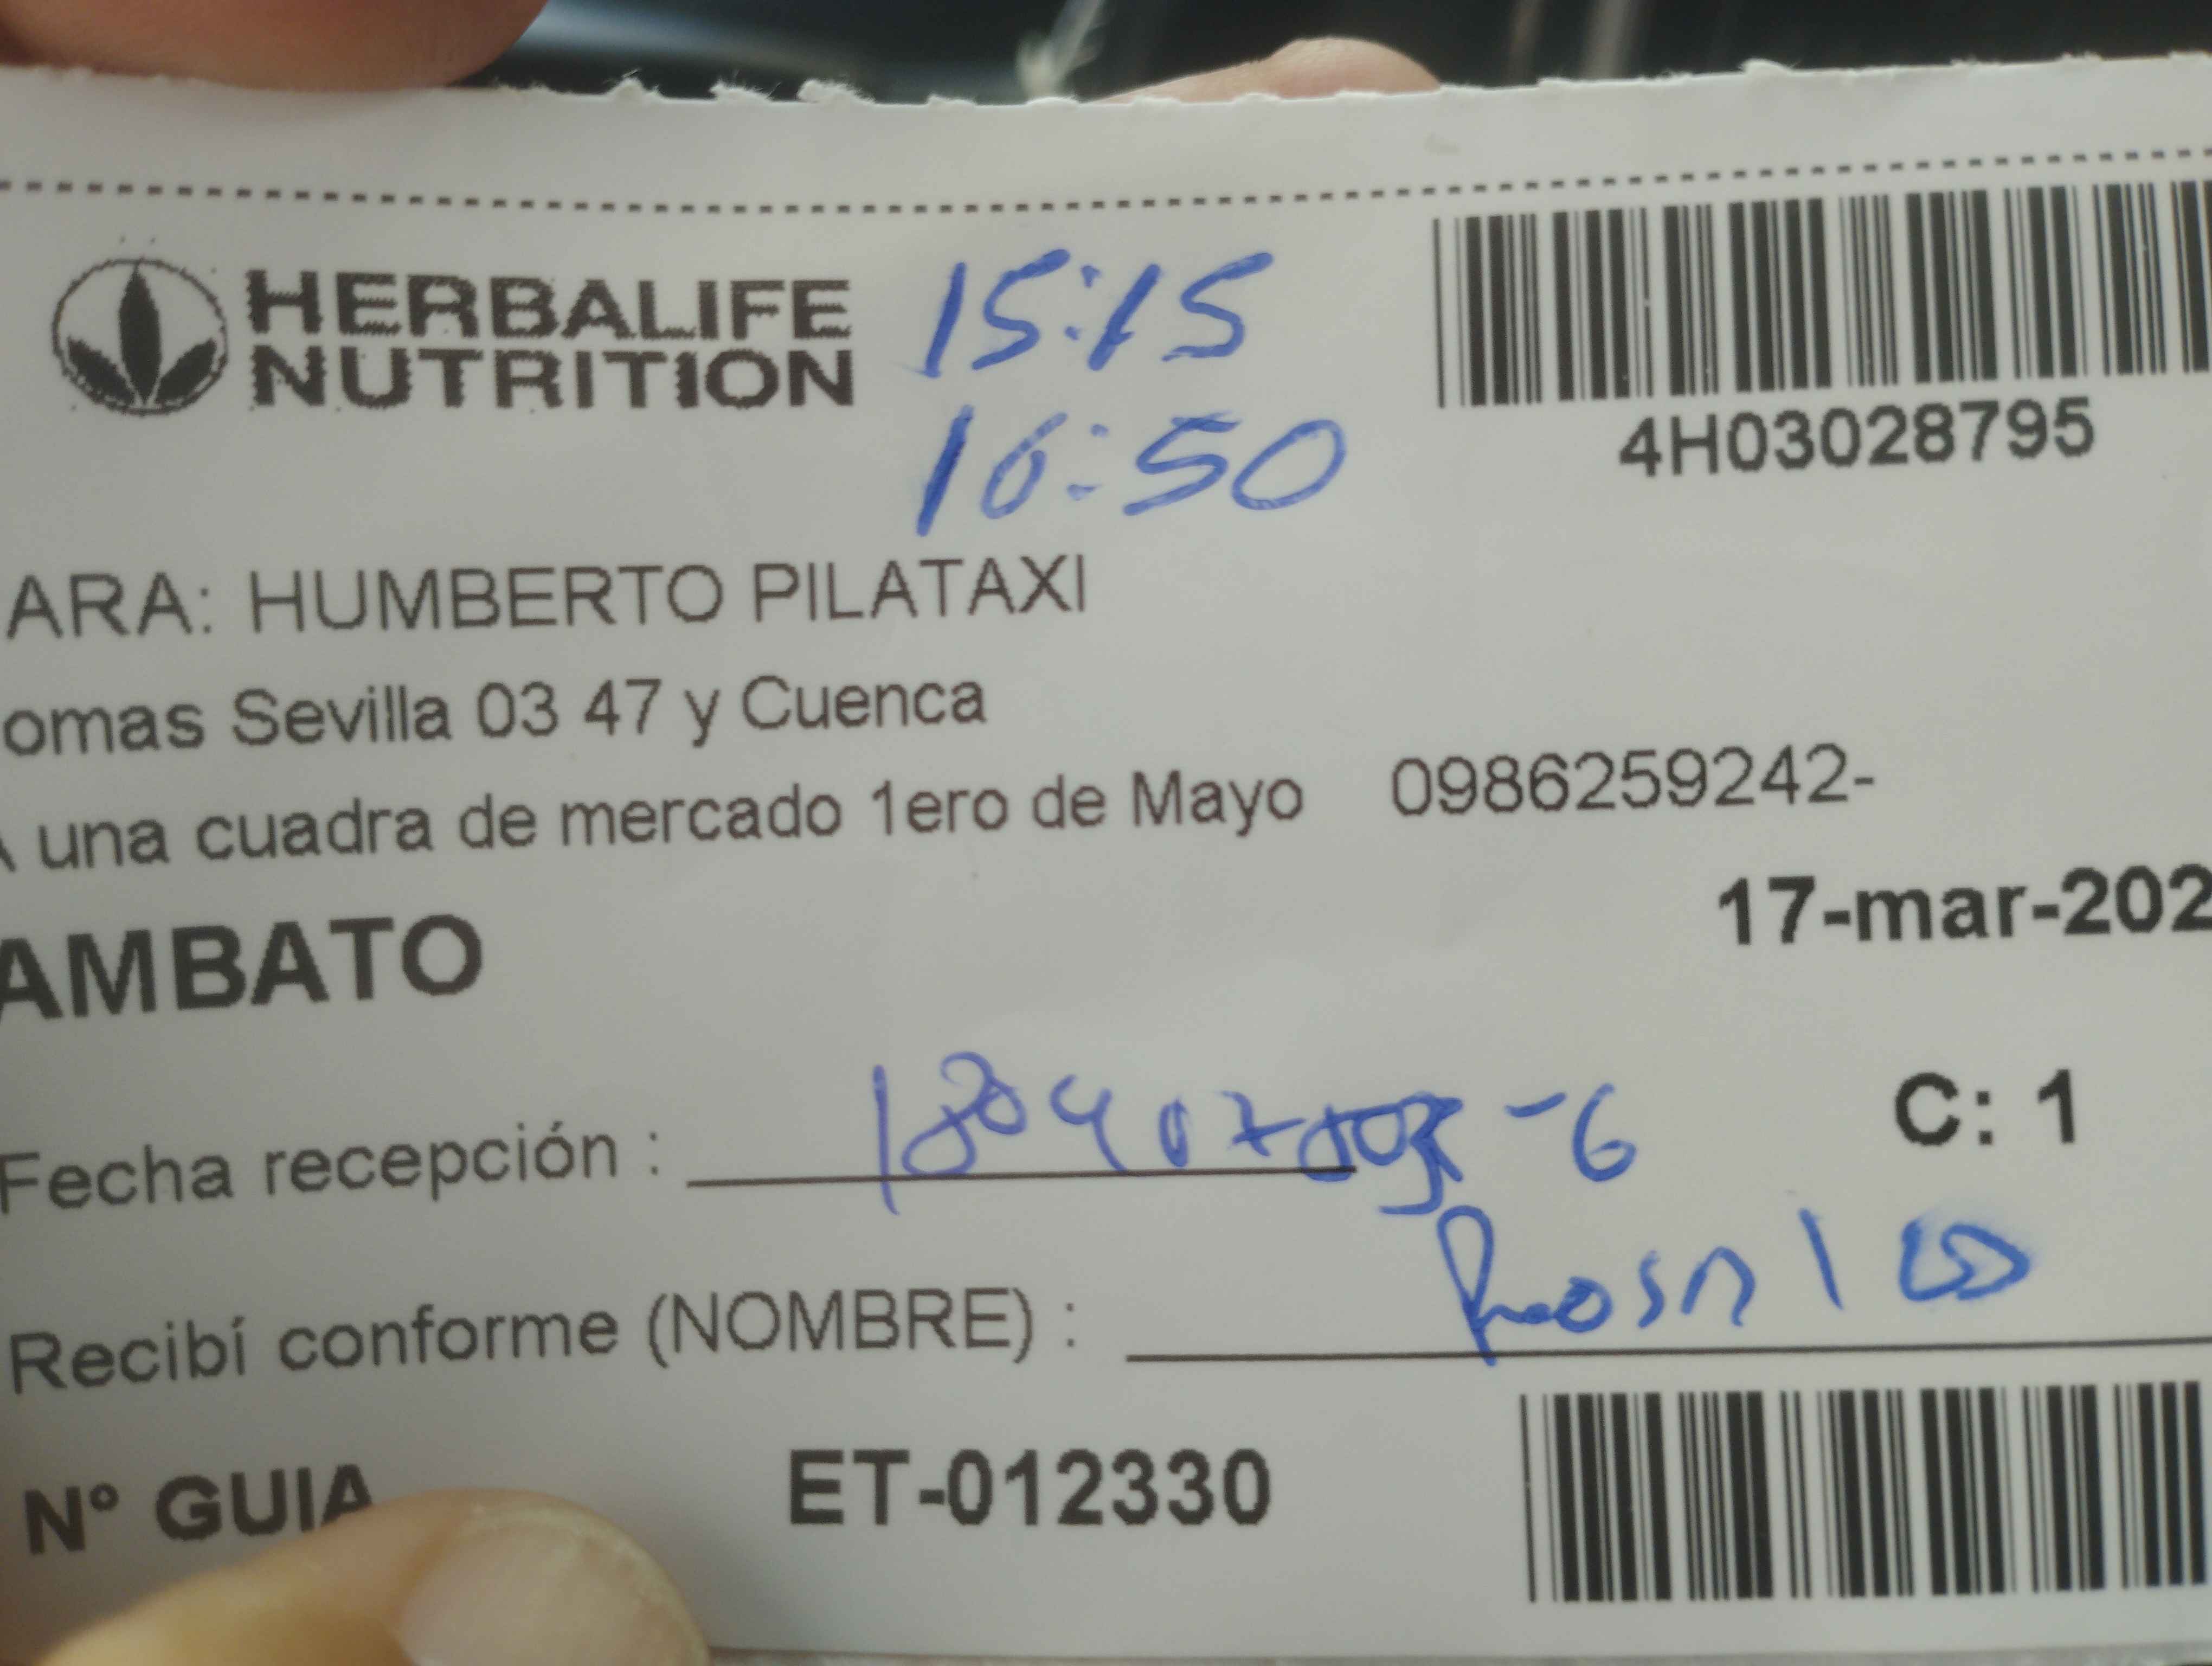 HERBALIFE
NUTRITION
15:15
16:50
4H03028795
ARA: HUMBERTO PILATAXI
omas Sevilla 03 47 y Cuenca
A una cuadra de mercado 1ero de Mayo 0986259242-
AMBATO
17-mar-202
Fecha recepción :
C: 1
Recibí conforme (NOMBRE) :
N° GUIA ET-012330